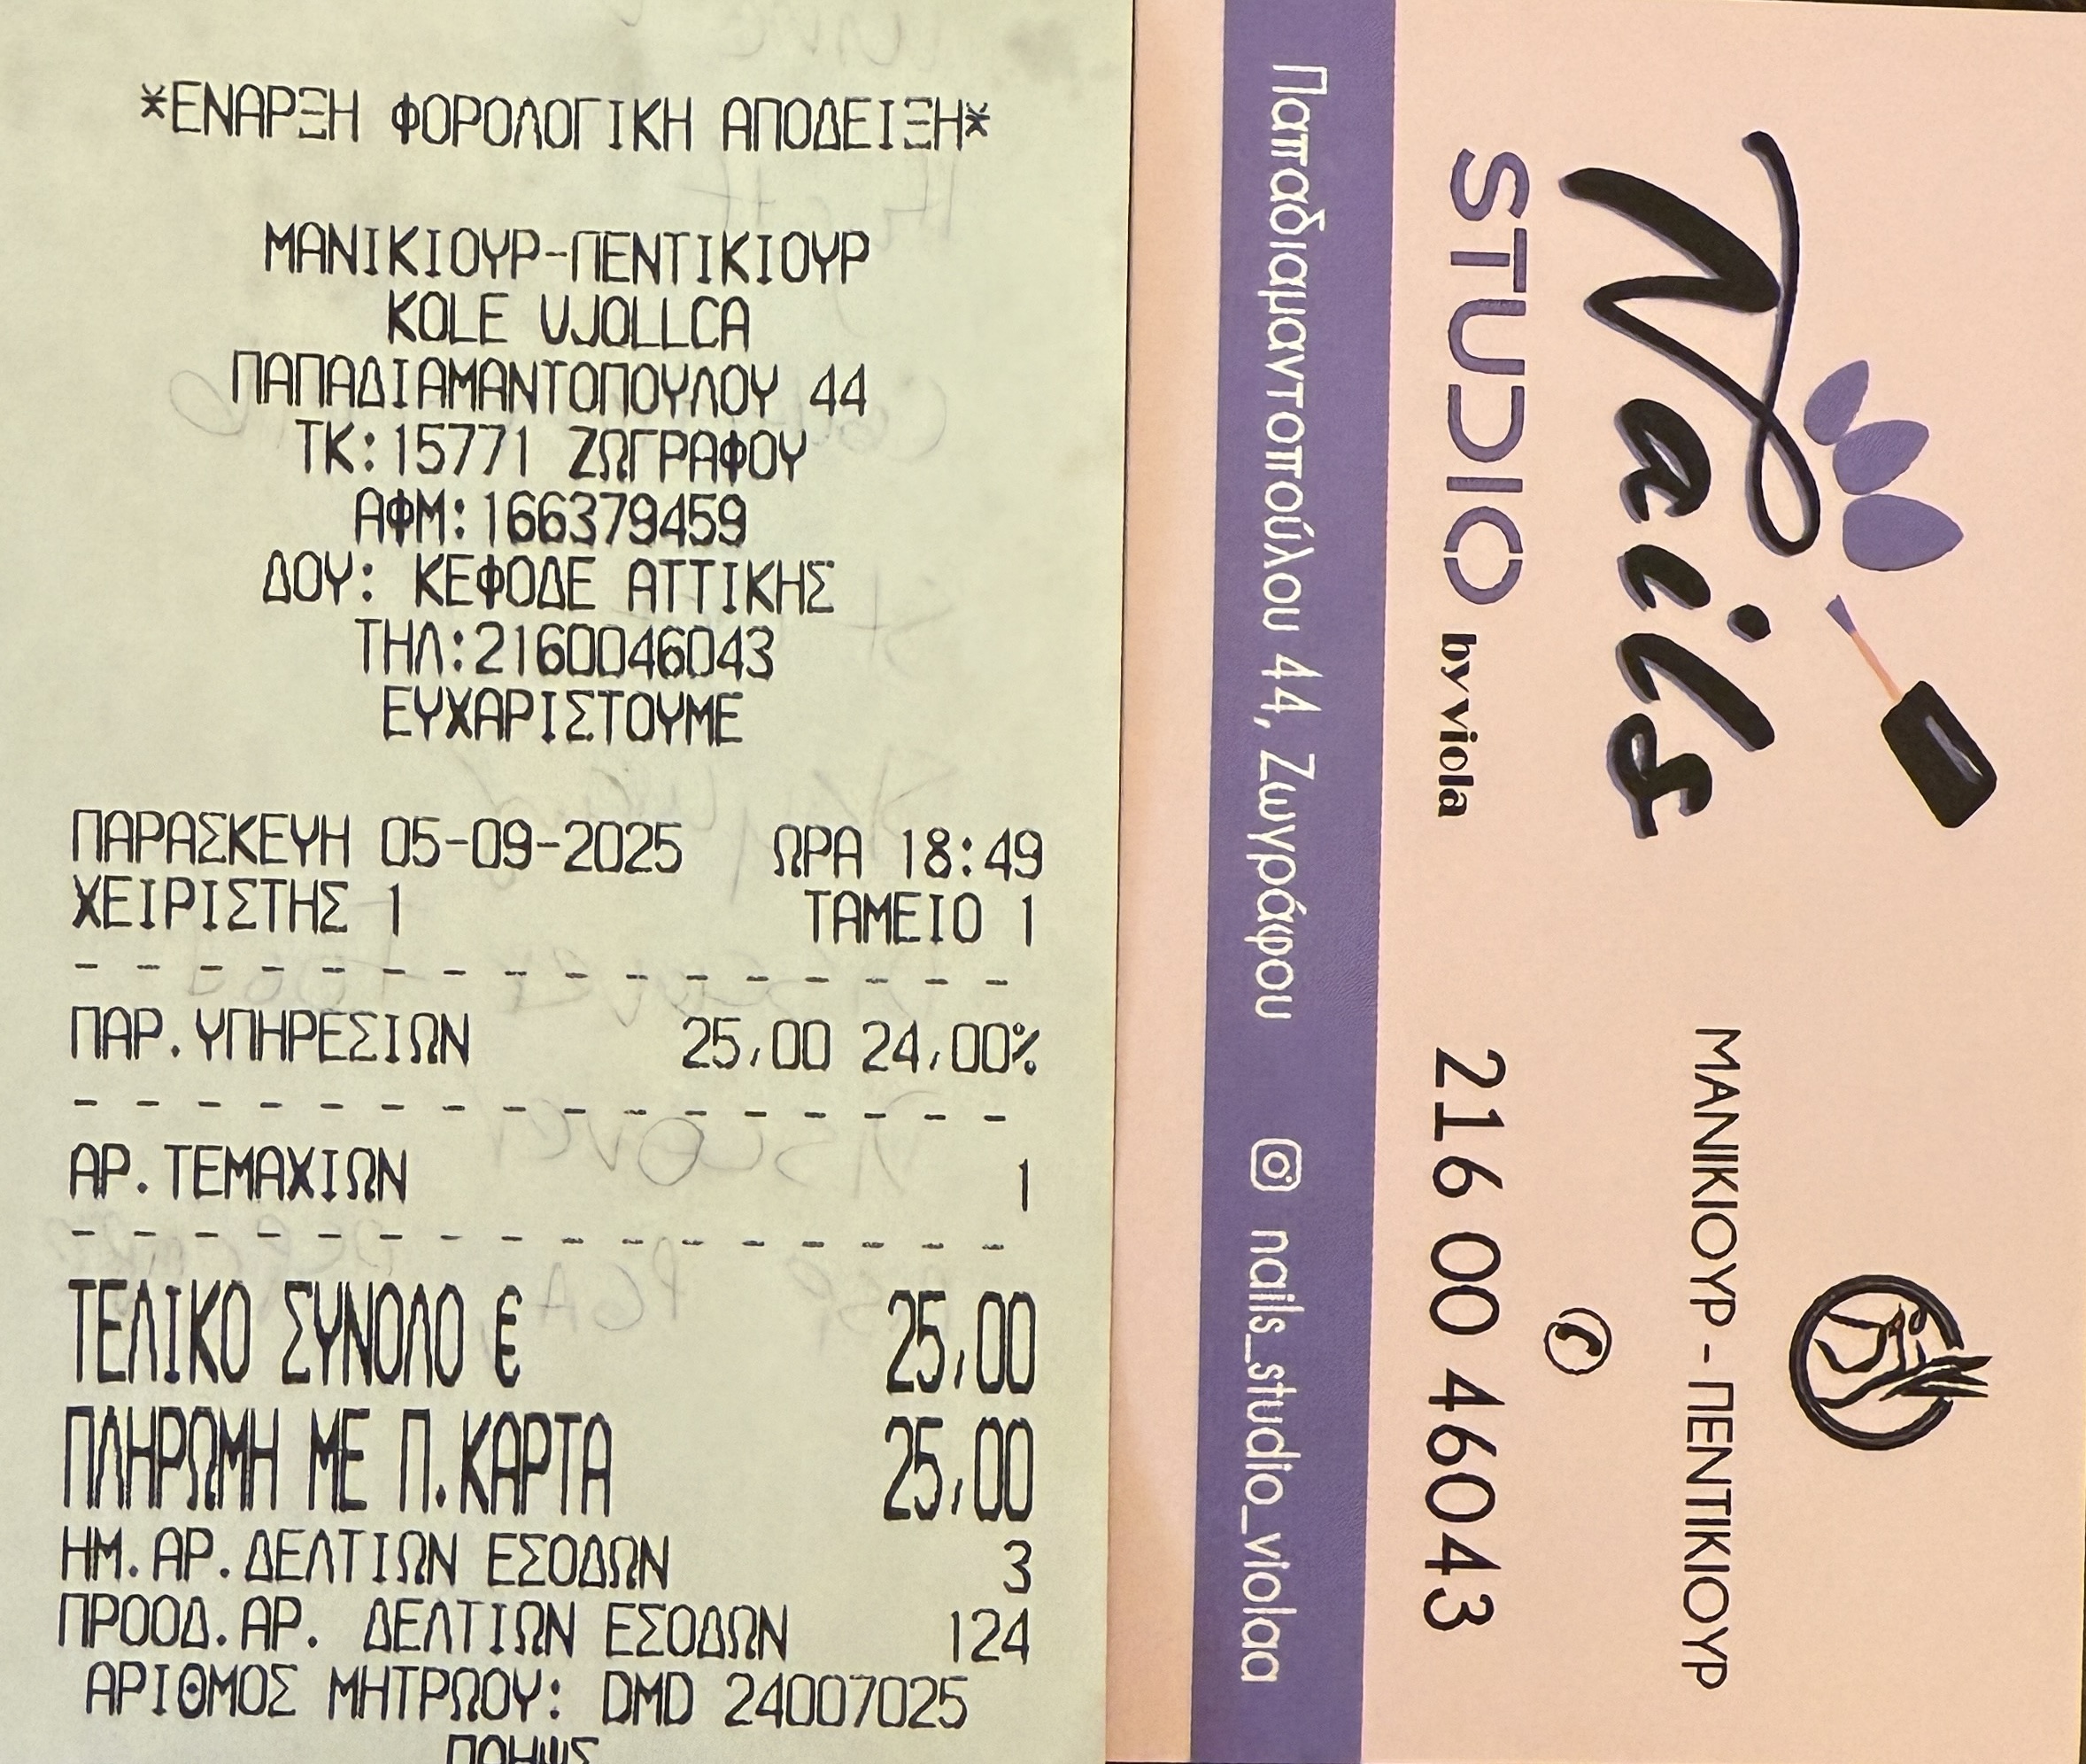 *ΕΝΑΡΞΗ ΦΟΡΟΛΟΓΙΚΗ ΑΠΟΔΕΙΞΗ*
ΜΑΝΙΚΙΟΥΡ-ΠΕΝΤΙΚΙΟΥΡ
KOLE VJOLLCA
ΠΑΠΑΔΙΑΜΑΝΤΟΠΟΥΛΟΥ 44
ΤΚ:15771 ΖΩΓΡΑΦΟΥ
ΑΦΜ:166379459
ΔΟΥ: ΚΕΦΟΔΕ ΑΤΤΙΚΗΣ
ΤΗΛ:2160046043
ΕΥΧΑΡΙΣΤΟΥΜΕ
ΠΑΡΑΣΚΕΥΗ 05-09-2025 ΩΡΑ 18:49
ΧΕΙΡΙΣΤΗΣ 1 ΤΑΜΕΙΟ 1
ΠΑΡ.ΥΠΗΡΕΣΙΩΝ 25,00 24,00%
ΑΡ.ΤΕΜΑΧΙΩΝ 1
ΤΕΛΙΚΟ ΣΥΝΟΛΟ € 25,00
ΠΛΗΡΩΜΗ ΜΕ Π.ΚΑΡΤΑ 25,00
ΗΜ.ΑΡ.ΔΕΛΤΙΩΝ ΕΣΟΔΩΝ 3
ΠΡΟΟΔ.ΑΡ. ΔΕΛΤΙΩΝ ΕΣΟΔΩΝ 124
ΑΡΙΘΜΟΣ ΜΗΤΡΩΟΥ: DMD 24007025
Nails
STUDIO by viola
ΜΑΝΙΚΙΟΥΡ - ΠΕΝΤΙΚΙΟΥΡ
216 00 46043
Παπαδιαμαντοπούλου 44, Ζωγράφου nails_studio_violaa